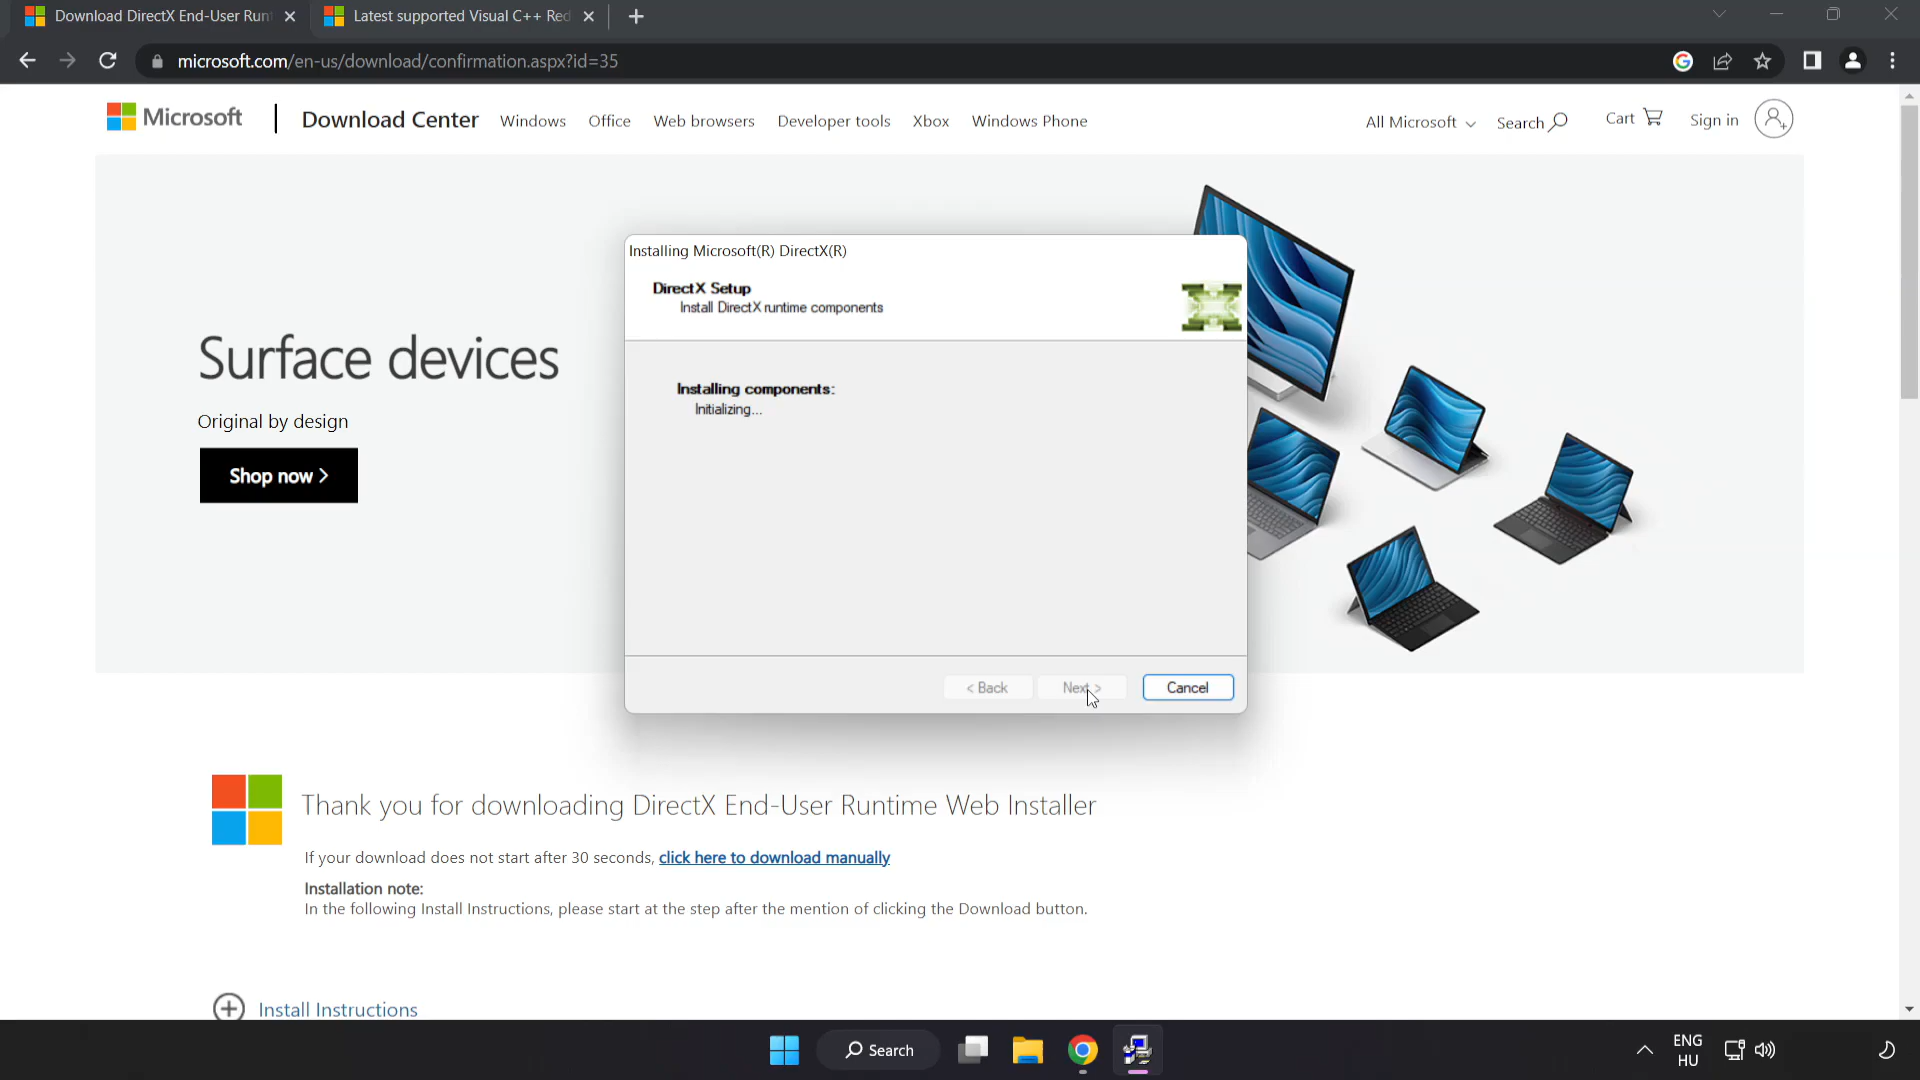 Download DirectX End-User Run
Latest supported Visual C++ Red
microsoft.com/en-us/download/confirmation.aspx?id=35
Microsoft
Download Center
Windows
Office
Web browsers
Developer tools
Xbox
Windows Phone
All Microsoft
Search
Cart
Sign in
Surface devices
Original by design
Shop now >
Installing Microsoft(R) DirectX(R)
DirectX Setup
Install DirectX runtime components
Installing components:
Initializing...
< Back
Next >
Cancel
Thank you for downloading DirectX End-User Runtime Web Installer
If your download does not start after 30 seconds, click here to download manually
Installation note:
In the following Install Instructions, please start at the step after the mention of clicking the Download button.
Install Instructions
Search
ENG
HU